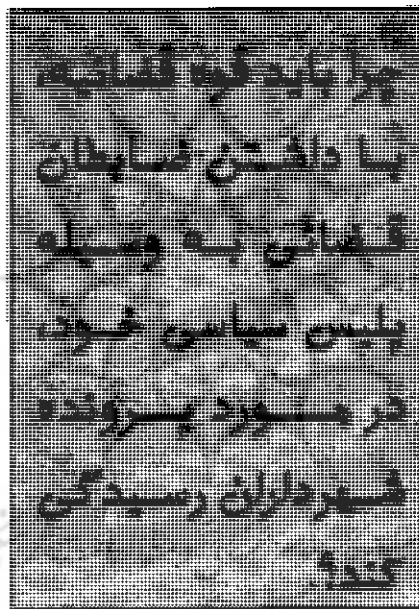 چرا باید قوه قضائیه،
با داشتن ضابطان
قضائی به وسیله
پلیس سیاسی خود،
در مورد پرونده
شهرداران رسیدگی
کند؟